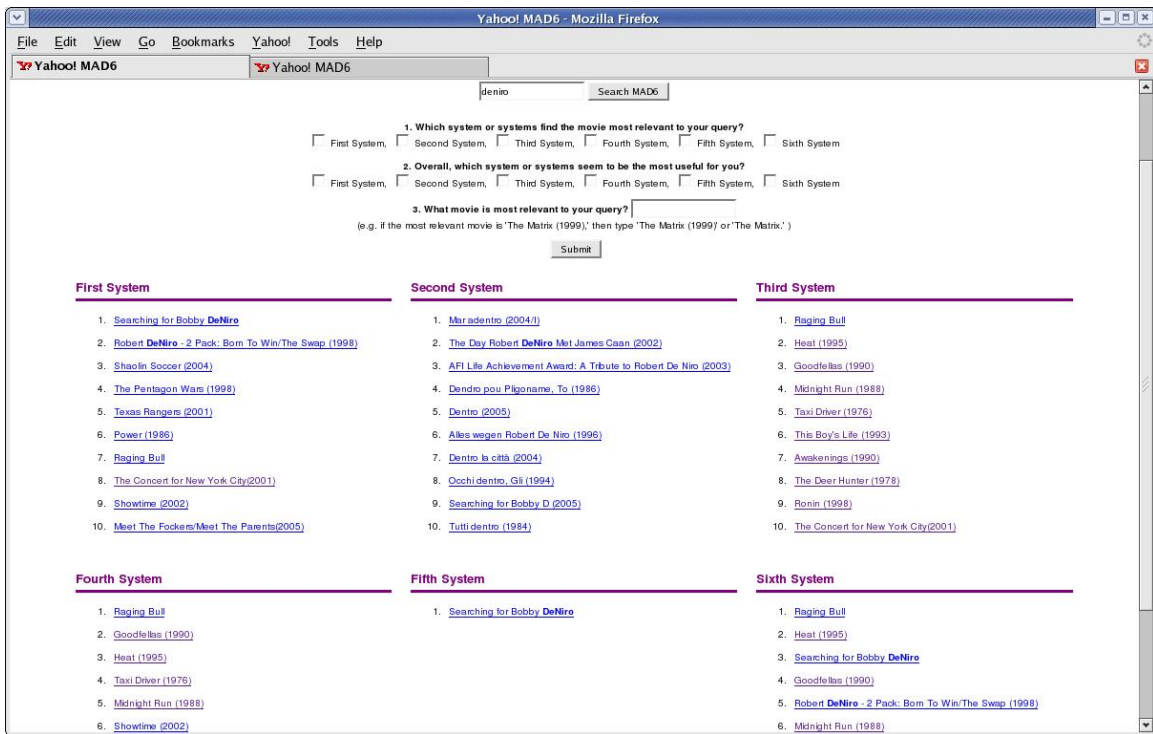 Yahoo! MAD6 - Mozilla Firefox
File Edit View Go Bookmarks Yahoo! Tools Help
Yahoo! MAD6 Yahoo! MAD6
deniro Search MAD6
1. Which system or systems find the movie most relevant to your query?
First System, Second System, Third System, Fourth System, Fifth System, Sixth System
2. Overall, which system or systems seem to be the most useful for you?
First System, Second System, Third System, Fourth System, Fifth System, Sixth System
3. What movie is most relevant to your query?
(e.g. if the most relevant movie is 'The Matrix (1999),' then type 'The Matrix (1999)' or 'The Matrix.' )
Submit
First System
1. Searching for Bobby DeNiro
2. Robert DeNiro - 2 Pack: Born To Win/The Swap (1998)
3. Shaolin Soccer (2004)
4. The Pentagon Wars (1998)
5. Texas Rangers (2001)
6. Power (1986)
7. Raging Bull
8. The Concert for New York City(2001)
9. Showtime (2002)
10. Meet The Fockers/Meet The Parents(2005)
Second System
1. Mar adentro (2004/I)
2. The Day Robert DeNiro Met James Caan (2002)
3. AFI Life Achievement Award: A Tribute to Robert De Niro (2003)
4. Dendro pou Pligoname, To (1986)
5. Dentro (2005)
6. Alles wegen Robert De Niro (1996)
7. Dentro la città (2004)
8. Occhi dentro, Gli (1994)
9. Searching for Bobby D (2005)
10. Tutti dentro (1984)
Third System
1. Raging Bull
2. Heat (1995)
3. Goodfellas (1990)
4. Midnight Run (1988)
5. Taxi Driver (1976)
6. This Boy's Life (1993)
7. Awakenings (1990)
8. The Deer Hunter (1978)
9. Ronin (1998)
10. The Concert for New York City(2001)
Fourth System
1. Raging Bull
2. Goodfellas (1990)
3. Heat (1995)
4. Taxi Driver (1976)
5. Midnight Run (1988)
6. Showtime (2002)
Fifth System
1. Searching for Bobby DeNiro
Sixth System
1. Raging Bull
2. Heat (1995)
3. Searching for Bobby DeNiro
4. Goodfellas (1990)
5. Robert DeNiro - 2 Pack: Born To Win/The Swap (1998)
6. Midnight Run (1988)